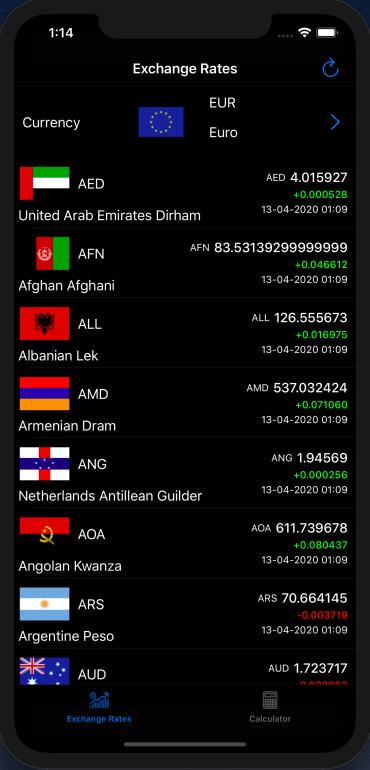 1:14
Exchange Rates
EUR
Currency
Euro
AED
AED 4.015927
+0.000528
United Arab Emirates Dirham
13-04-2020 01:09
AFN
AFN 83.53139299999999
+0.046612
Afghan Afghani
13-04-2020 01:09
ALL
ALL 126.555673
+0.016975
Albanian Lek
13-04-2020 01:09
AMD
AMD 537.032424
+0.071060
Armenian Dram
13-04-2020 01:09
ANG
ANG 1.94569
+0.000256
Netherlands Antillean Guilder
13-04-2020 01:09
AOA
AOA 611.739678
+0.080437
Angolan Kwanza
13-04-2020 01:09
ARS
ARS 70.664145
-0.003719
Argentine Peso
13-04-2020 01:09
AUD
AUD 1.723717
Exchange Rates
Calculator